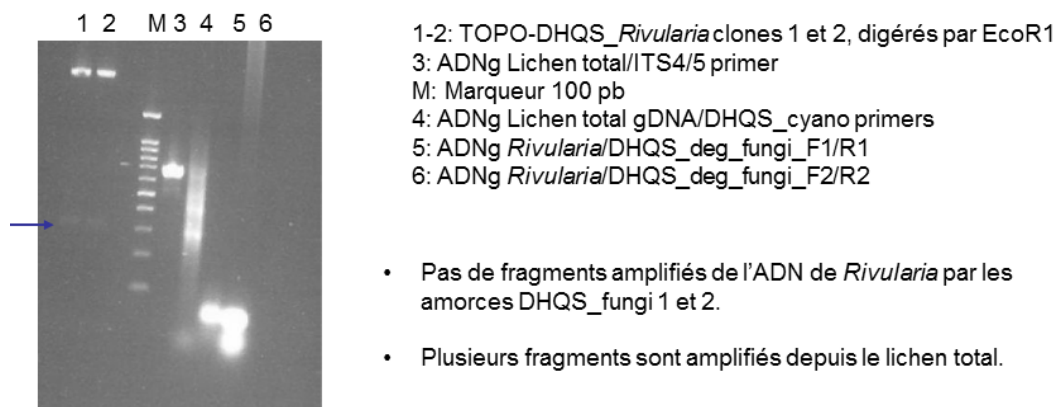 1 2 M 3 4 5 6
1-2: TOPO-DHQS_Rivularia clones 1 et 2, digérés par EcoR1
3: ADNg Lichen total/ITS4/5 primer
M: Marqueur 100 pb
4: ADNg Lichen total gDNA/DHQS_cyano primers
5: ADNg Rivularia/DHQS_deg_fungi_F1/R1
6: ADNg Rivularia/DHQS_deg_fungi_F2/R2
• Pas de fragments amplifiés de l'ADN de Rivularia par les
amorces DHQS_fungi 1 et 2.
• Plusieurs fragments sont amplifiés depuis le lichen total.